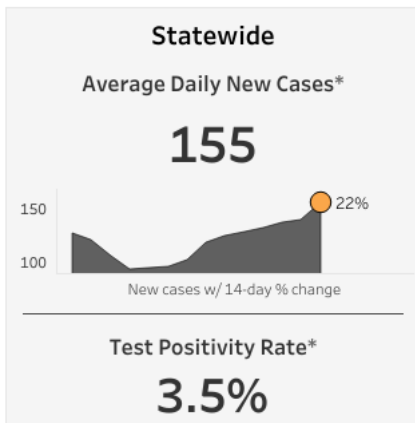 Statewide
Average Daily New Cases*
155
150
22%
100
New cases w/ 14-day % change
Test Positivity Rate*
3.5%